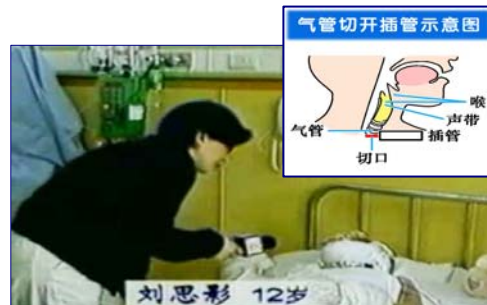 气管切开插管示意图
喉
声带
气管
插管
切口
刘思影 12岁